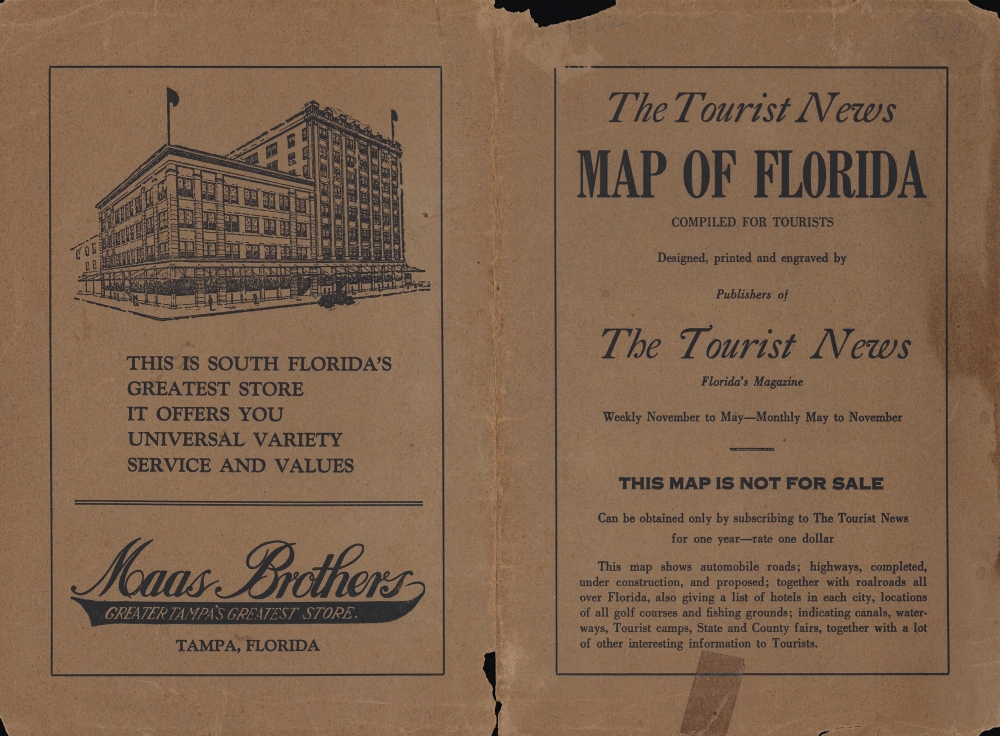 THIS IS SOUTH FLORIDA'S
GREATEST STORE
IT OFFERS YOU
UNIVERSAL VARIETY
SERVICE AND VALUES
Maas Brothers
GREATER TAMPA'S GREATEST STORE.
TAMPA, FLORIDA
The Tourist News
MAP OF FLORIDA
COMPILED FOR TOURISTS
Designed, printed and engraved by
Publishers of
The Tourist News
Florida's Magazine
Weekly November to May—Monthly May to November
THIS MAP IS NOT FOR SALE
Can be obtained only by subscribing to The Tourist News
for one year—rate one dollar
This map shows automobile roads; highways, completed,
under construction, and proposed; together with roalroads all
over Florida, also giving a list of hotels in each city, locations
of all golf courses and fishing grounds; indicating canals, water-
ways, Tourist camps, State and County fairs, together with a lot
of other interesting information to Tourists.